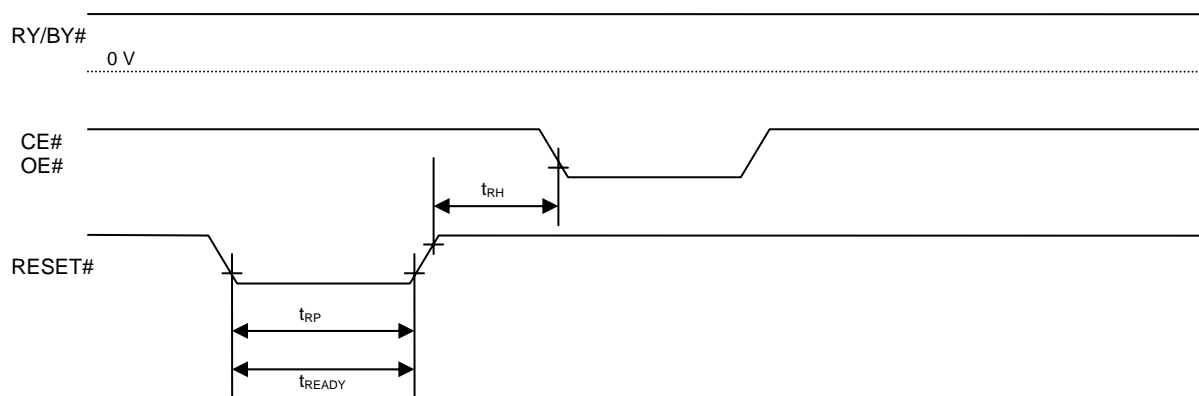 RY/BY#
0 V
CE#
OE#
tRH
RESET#
tRP
tREADY